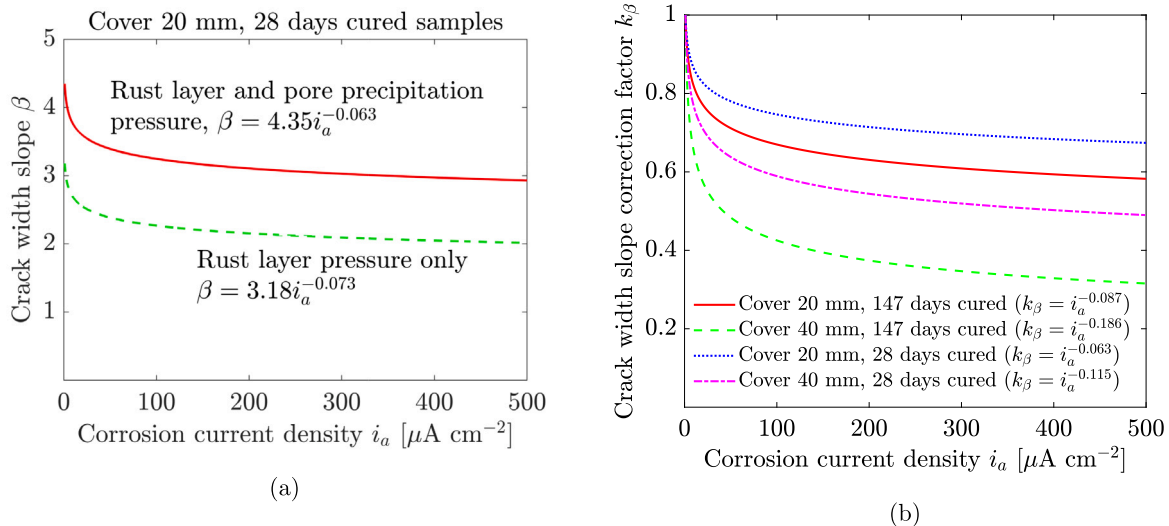 Cover 20 mm, 28 days cured samples
5
4
3
2
1
Crack width slope β
Rust layer and pore precipitation
pressure, β = 4.35i_a^{-0.063}
Rust layer pressure only
β = 3.18i_a^{-0.073}
0 100 200 300 400 500
Corrosion current density i_a [μA cm^{-2}]
(a)
1
0.8
0.6
0.4
0.2
Crack width slope correction factor k_β
Cover 20 mm, 147 days cured (k_β = i_a^{-0.087})
Cover 40 mm, 147 days cured (k_β = i_a^{-0.186})
Cover 20 mm, 28 days cured (k_β = i_a^{-0.063})
Cover 40 mm, 28 days cured (k_β = i_a^{-0.115})
0 100 200 300 400 500
Corrosion current density i_a [μA cm^{-2}]
(b)